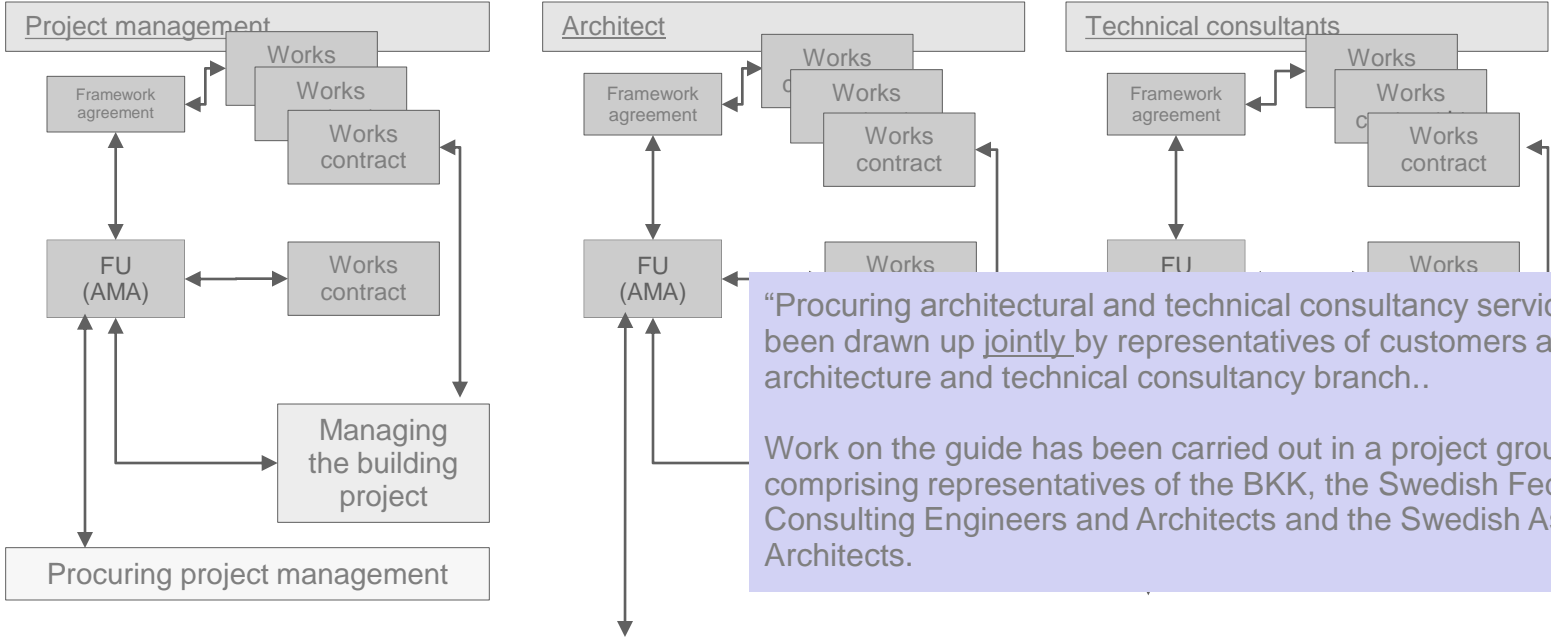 Project management
Works
Works
Works
contract
Framework
agreement
FU
(AMA)
Works
contract
Managing
the building
project
Procuring project management
Architect
Works
Works
Works
contract
Framework
agreement
FU
(AMA)
Works
Technical consultants
Works
Works
Works
contract
Framework
agreement
FU
Works
“Procuring architectural and technical consultancy
been drawn up jointly by representatives of customers
architecture and technical consultancy branch..
Work on the guide has been carried out in a project
comprising representatives of the BKK, the Swedish
Consulting Engineers and Architects and the Swedish
Architects.